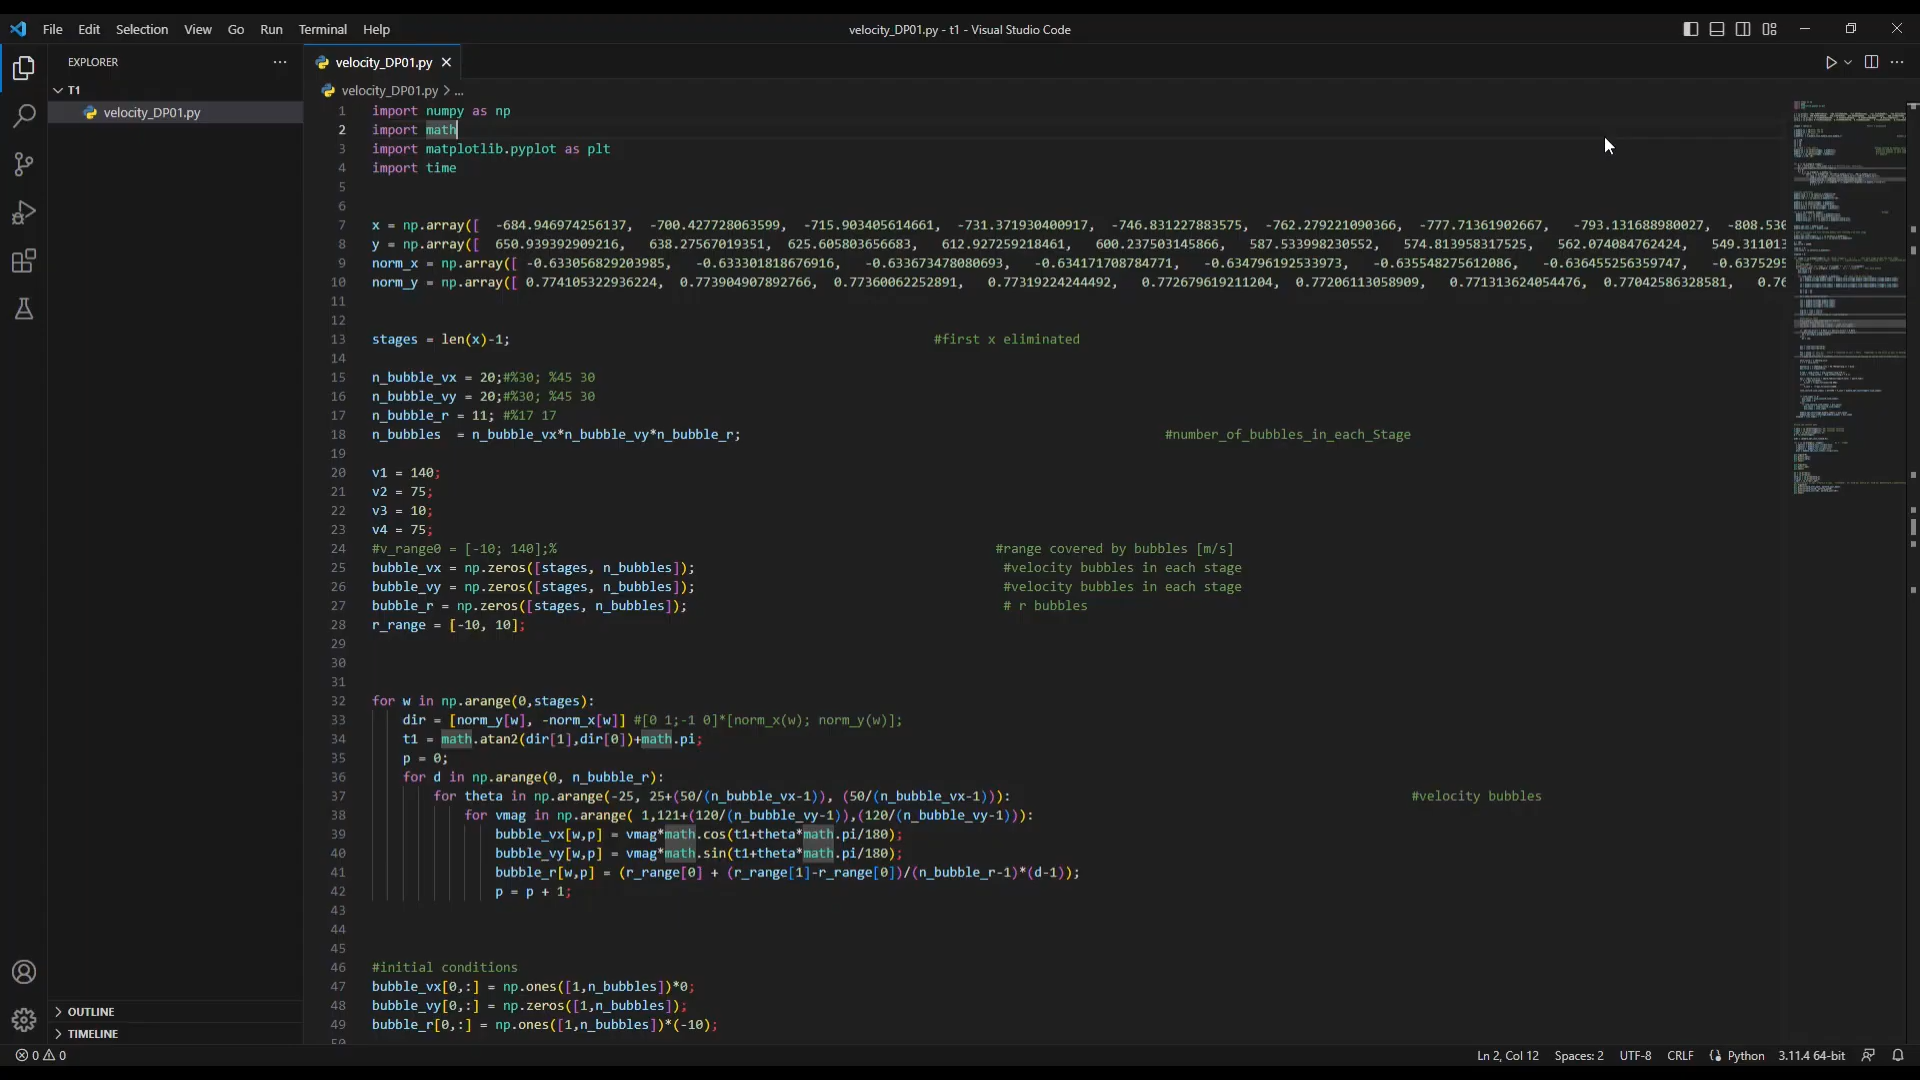 File Edit Selection View Go Run Terminal Help
velocity_DP01.py - t1 - Visual Studio Code
EXPLORER
T1
velocity_DP01.py
OUTLINE
TIMELINE
velocity_DP01.py
velocity_DP01.py > ...
1 import numpy as np
2 import math
3 import matplotlib.pyplot as plt
4 import time
5
6
7 x = np.array([ -684.946974256137, -700.427728063599, -715.903405614661, -731.371930400917, -746.831227883575, -762.279221090366, -777.71361902667, -793.131688980027, -808.536
8 y = np.array([ 650.939392909216, 638.27567019351, 625.605803656683, 612.927259218461, 600.237503145866, 587.533998230552, 574.813958317525, 562.074084762424, 549.311013
9 norm_x = np.array([ -0.633056829203985, -0.633301818676916, -0.633673478080693, -0.634171708784771, -0.634796192533973, -0.635548275612086, -0.636455256359747, -0.6375295
10 norm_y = np.array([ 0.774105322936224, 0.773904907892766, 0.77360062252891, 0.77319224244492, 0.772679619211204, 0.77206113058909, 0.771313624054476, 0.77042586328581, 0.76
11
12
13 stages = len(x)-1; #first x eliminated
14
15 n_bubble_vx = 20;#%30; %45 30
16 n_bubble_vy = 20;#%30; %45 30
17 n_bubble_r = 11; #%17 17
18 n_bubbles = n_bubble_vx*n_bubble_vy*n_bubble_r; #number_of_bubbles_in_each_Stage
19
20 v1 = 140;
21 v2 = 75;
22 v3 = 10;
23 v4 = 75;
24 #v_range0 = [-10; 140];% #range covered by bubbles [m/s]
25 bubble_vx = np.zeros([stages, n_bubbles]); #velocity bubbles in each stage
26 bubble_vy = np.zeros([stages, n_bubbles]); #velocity bubbles in each stage
27 bubble_r = np.zeros([stages, n_bubbles]); # r bubbles
28 r_range = [-10, 10];
29
30
31
32 for w in np.arange(0,stages):
33 dir = [norm_y[w], -norm_x[w]] #[0 1;-1 0]*[norm_x(w); norm_y(w)];
34 t1 = math.atan2(dir[1],dir[0])+math.pi;
35 p = 0;
36 for d in np.arange(0, n_bubble_r):
37 for theta in np.arange(-25, 25+(50/(n_bubble_vx-1)), (50/(n_bubble_vx-1))): #velocity bubbles
38 for vmag in np.arange( 1,121+(120/(n_bubble_vy-1)),(120/(n_bubble_vy-1))):
39 bubble_vx[w,p] = vmag*math.cos(t1+theta*math.pi/180);
40 bubble_vy[w,p] = vmag*math.sin(t1+theta*math.pi/180);
41 bubble_r[w,p] = (r_range[0] + (r_range[1]-r_range[0])/(n_bubble_r-1)*(d-1));
42 p = p + 1;
43
44
45
46 #initial conditions
47 bubble_vx[0,:] = np.ones([1,n_bubbles])*0;
48 bubble_vy[0,:] = np.zeros([1,n_bubbles]);
49 bubble_r[0,:] = np.ones([1,n_bubbles])*(-10);
50
0 0
Ln 2, Col 12 Spaces: 2 UTF-8 CRLF Python 3.11.4 64-bit